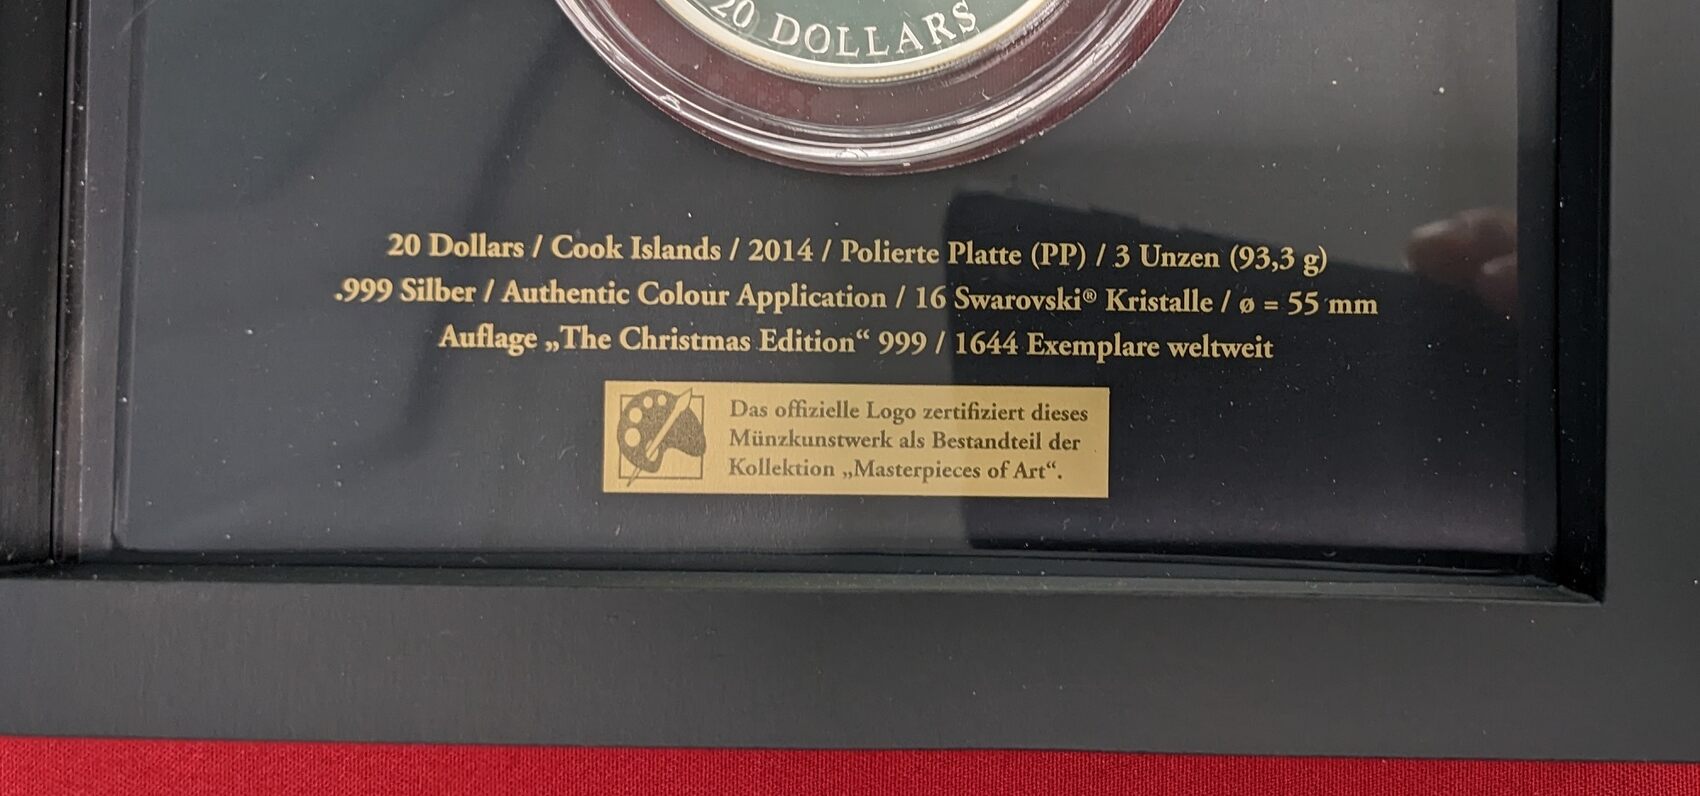 20 DOLLARS
20 Dollars / Cook Islands / 2014 / Polierte Platte (PP) / 3 Unzen (93,3 g)
.999 Silber / Authentic Colour Application / 16 Swarovski® Kristalle / ø = 55 mm
Auflage „The Christmas Edition“ 999 / 1644 Exemplare weltweit
Das offizielle Logo zertifiziert dieses
Münzkunstwerk als Bestandteil der
Kollektion „Masterpieces of Art“.